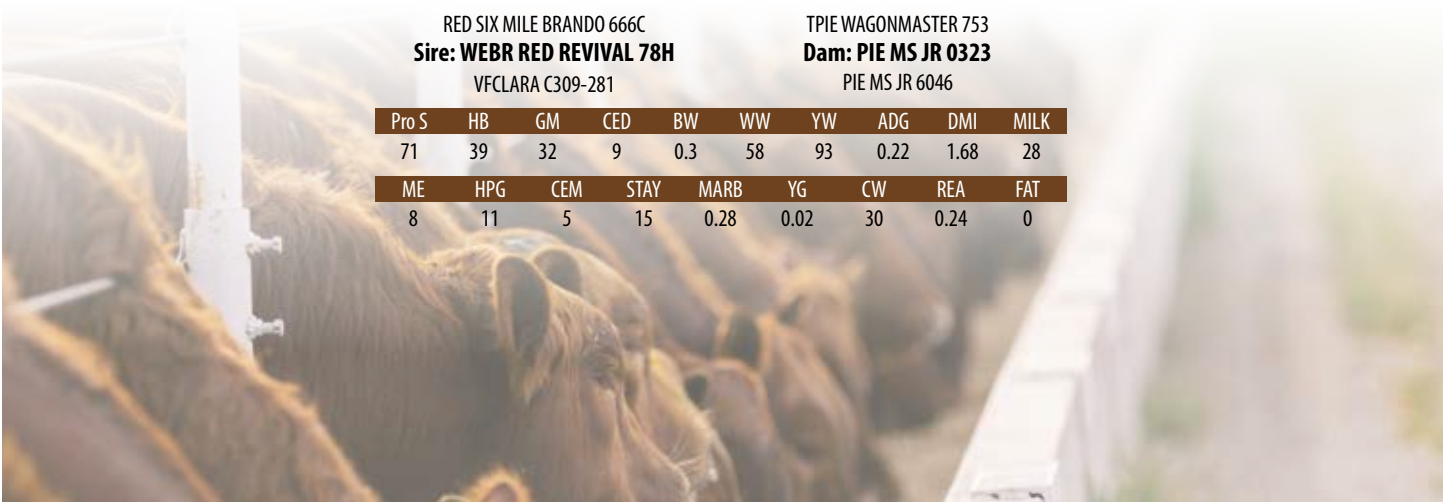 RED SIX MILE BRANDO 666C
Sire: WEBR RED REVIVAL 78H
VFCLARA C309-281
TPIE WAGONMASTER 753
Dam: PIE MS JR 0323
PIE MS JR 6046
Pro S HB GM CED BW WW YW ADG DMI MILK
71 39 32 9 0.3 58 93 0.22 1.68 28
ME HPG CEM STAY MARB YG CW REA FAT
8 11 5 15 0.28 0.02 30 0.24 0